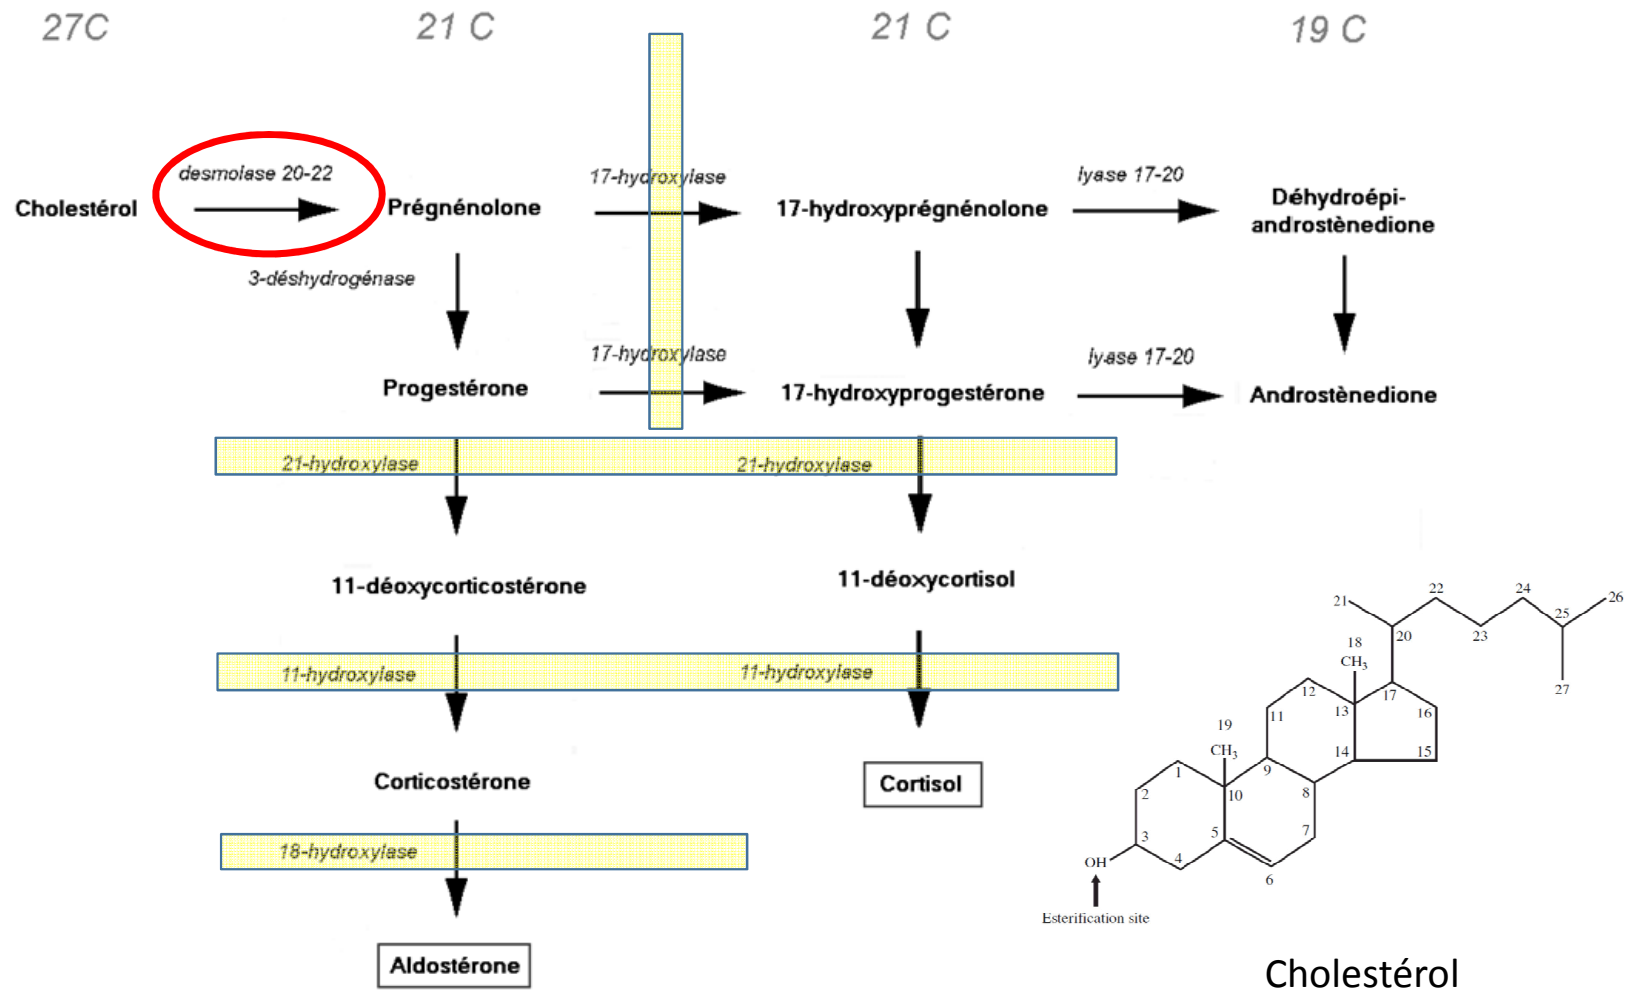 27C
21 C
21 C
19 C
desmolase 20-22
17-hydroxylase
lyase 17-20
Cholestérol
Prégnénolone
17-hydroxyprégnénolone
Déhydroépi-
androstènedione
3-déshydrogénase
17-hydroxylase
lyase 17-20
Progestérone
17-hydroxyprogestérone
Androstènedione
21-hydroxylase
21-hydroxylase
11-déoxycorticostérone
11-déoxycortisol
11-hydroxylase
11-hydroxylase
Corticostérone
Cortisol
18-hydroxylase
Aldostérone
21
22
24
26
20
23
25
18
CH3
27
12
17
11
13
16
19
CH3
14
15
1
9
2
10
8
3
5
7
4
OH
6
Esterification site
Cholestérol